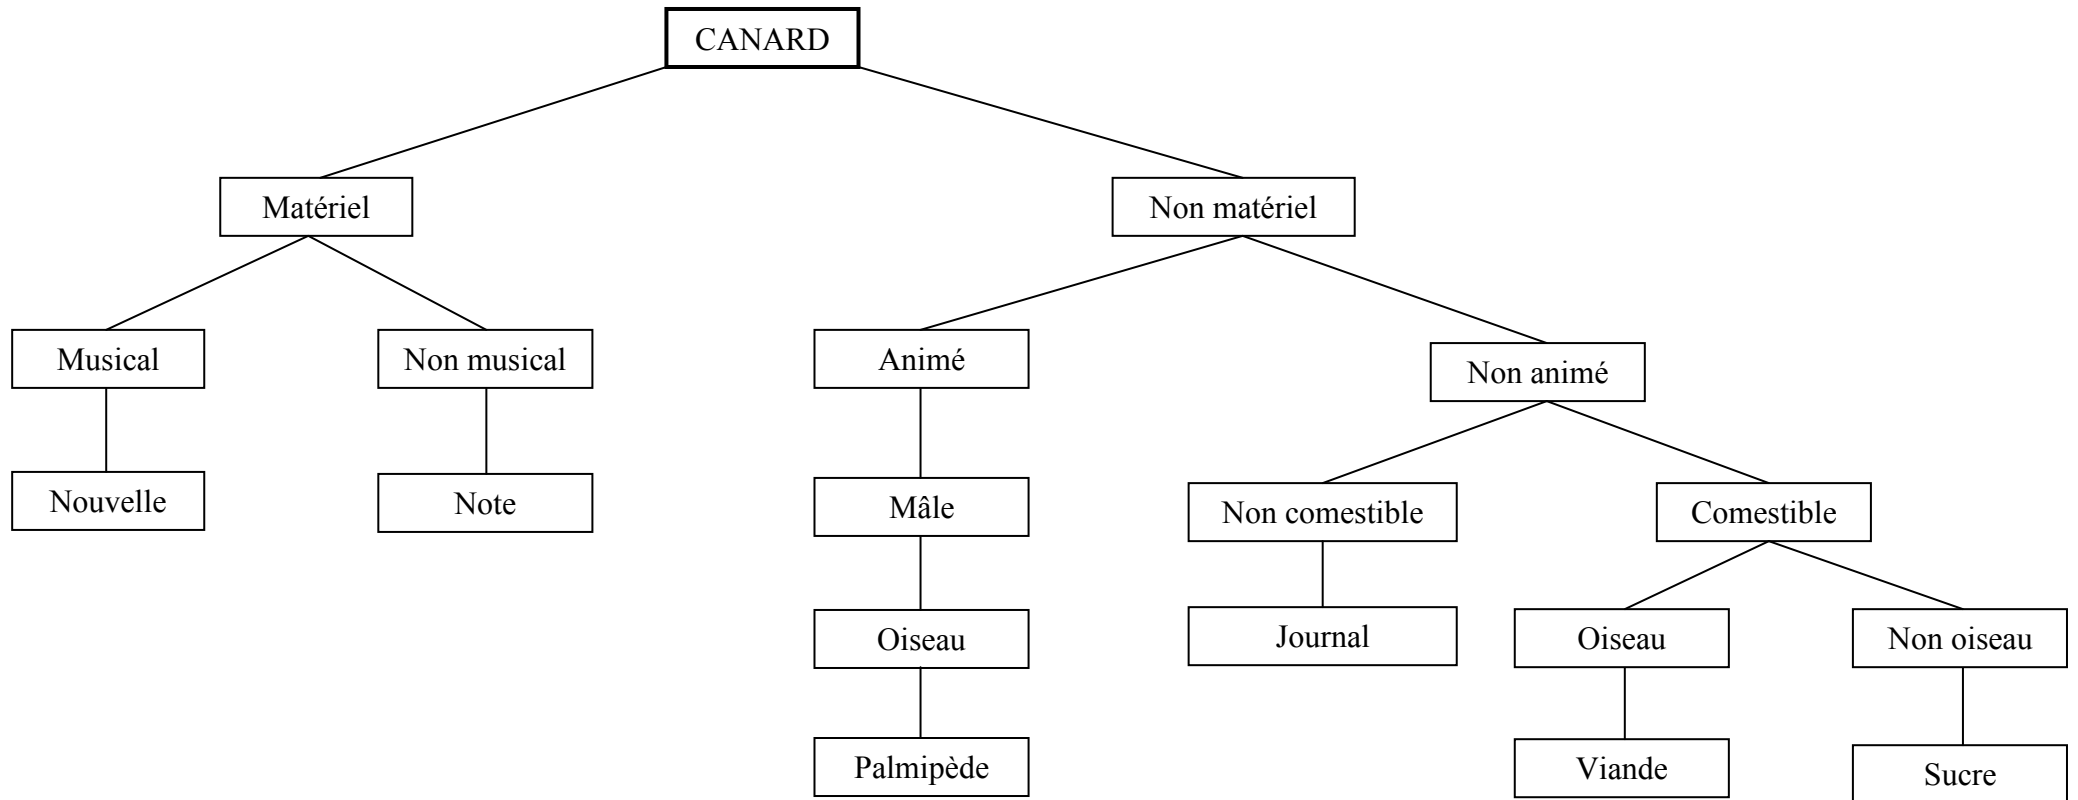 CANARD
Matériel
Non matériel
Musical
Non musical
Animé
Non animé
Nouvelle
Note
Mâle
Non comestible
Comestible
Oiseau
Journal
Oiseau
Non oiseau
Palmipède
Viande
Sucre